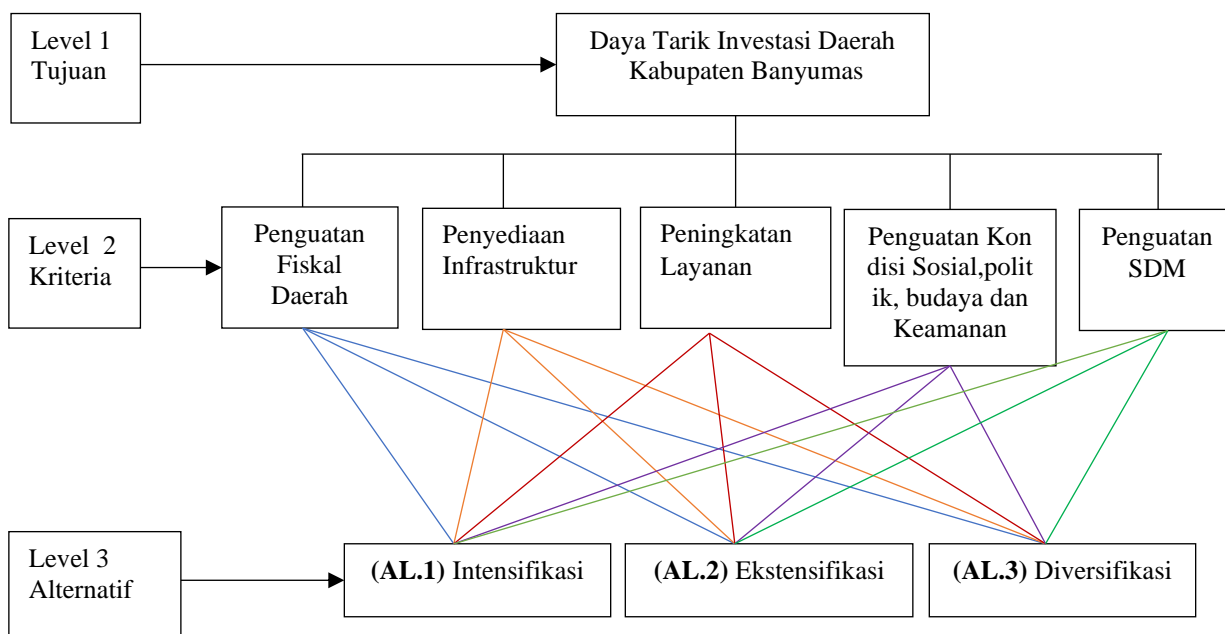 Level 1
Tujuan
Daya Tarik Investasi Daerah
Kabupaten Banyumas
Level 2
Kriteria
Penguatan
Fiskal
Daerah
Penyediaan
Infrastruktur
Peningkatan
Layanan
Penguatan Kon
disi Sosial,polit
ik, budaya dan
Keamanan
Penguatan
SDM
Level 3
Alternatif
(AL.1) Intensifikasi
(AL.2) Ekstensifikasi
(AL.3) Diversifikasi